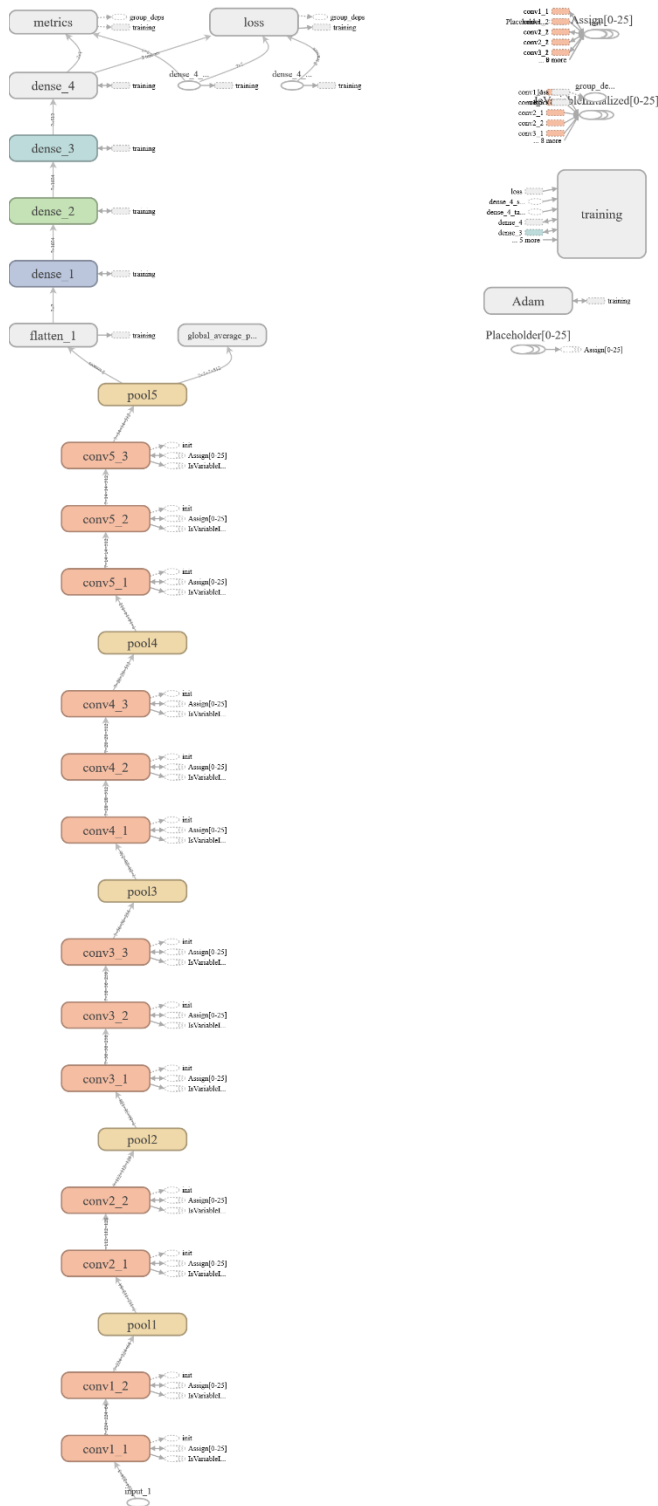 metrics
group_deps
training
loss
group_deps
training
dense_4_...
training
dense_4_...
training
dense_4
training
dense_3
training
dense_2
training
dense_1
training
flatten_1
training
global_average_p...
pool5
conv5_3
init
Assign[0-25]
IsVariableI...
conv5_2
init
Assign[0-25]
IsVariableI...
conv5_1
init
Assign[0-25]
IsVariableI...
pool4
conv4_3
init
Assign[0-25]
IsVariableI...
conv4_2
init
Assign[0-25]
IsVariableI...
conv4_1
init
Assign[0-25]
IsVariableI...
pool3
conv3_3
init
Assign[0-25]
IsVariableI...
conv3_2
init
Assign[0-25]
IsVariableI...
conv3_1
init
Assign[0-25]
IsVariableI...
pool2
conv2_2
init
Assign[0-25]
IsVariableI...
conv2_1
init
Assign[0-25]
IsVariableI...
pool1
conv1_2
init
Assign[0-25]
IsVariableI...
conv1_1
init
Assign[0-25]
IsVariableI...
input_1
conv1_1
Assign[0-25]
conv2_2
... 8 more
group_de...
IsVariableInitialized[0-25]
conv2_1
conv2_2
conv3_1
... 8 more
loss
dense_4_s...
dense_4_ta...
dense_4
dense_3
... 5 more
training
Adam
training
Placeholder[0-25]
Assign[0-25]